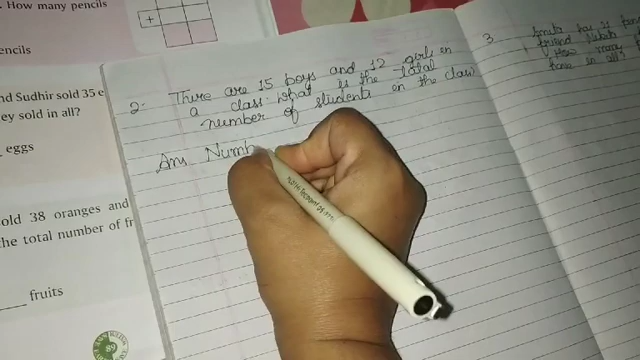 How many pencils
+
encils
nd Sudhir sold 35 e
ey sold in all?
eggs
old 38 oranges and
the total number of fr
fruits
89
2. There are 15 boys and 12 girls in
a class. what is the total
number of students in the class
Ans Numb
3